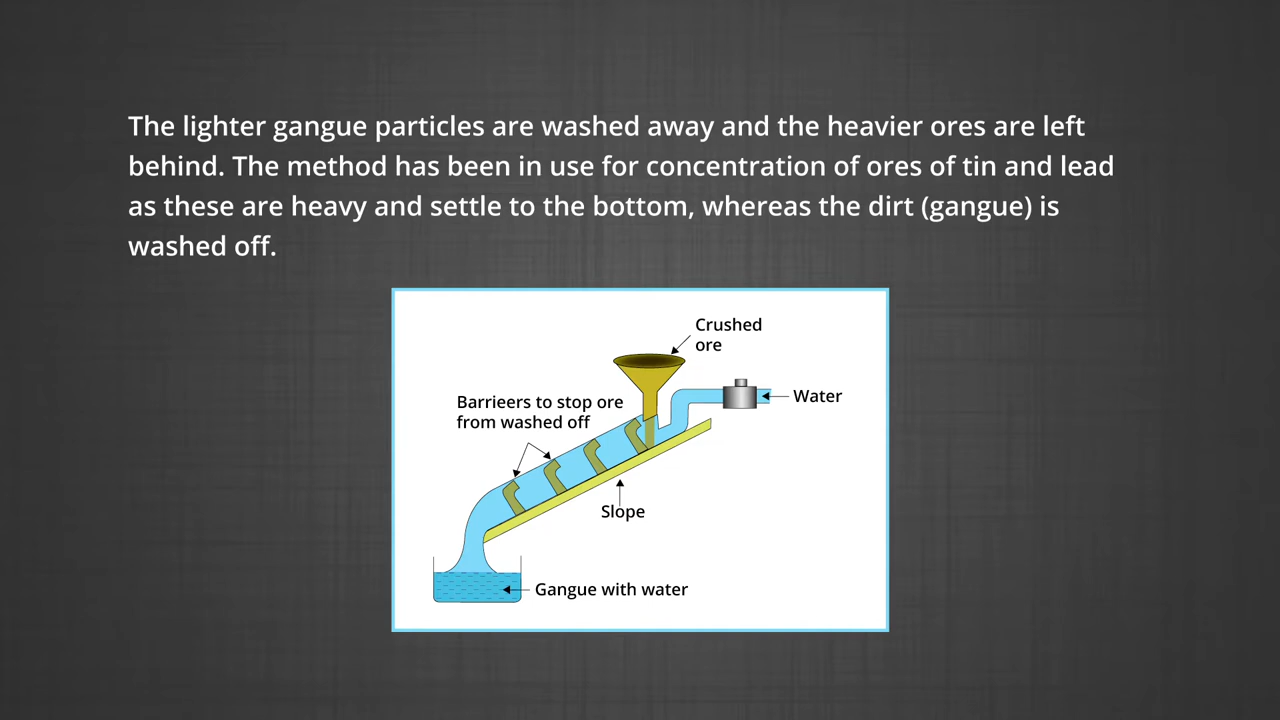 The lighter gangue particles are washed away and the heavier ores are left
behind. The method has been in use for concentration of ores of tin and lead
as these are heavy and settle to the bottom, whereas the dirt (gangue) is
washed off.
Crushed
ore
Barrieers to stop ore
from washed off
Water
Slope
Gangue with water